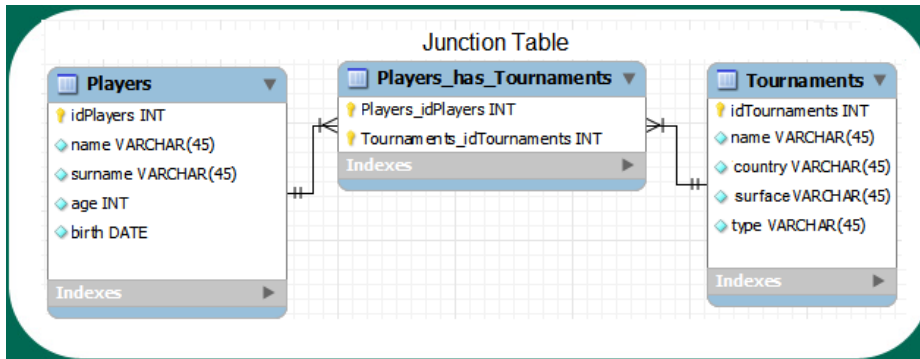 Junction Table
Players
idPlayers INT
name VARCHAR(45)
surname VARCHAR(45)
age INT
birth DATE
Indexes
Players_has_Tournaments
Players_idPlayers INT
Tournaments_idTournaments INT
Indexes
Tournaments
idTournaments INT
name VARCHAR(45)
country VARCHAR(45)
surface VARCHAR(45)
type VARCHAR(45)
Indexes